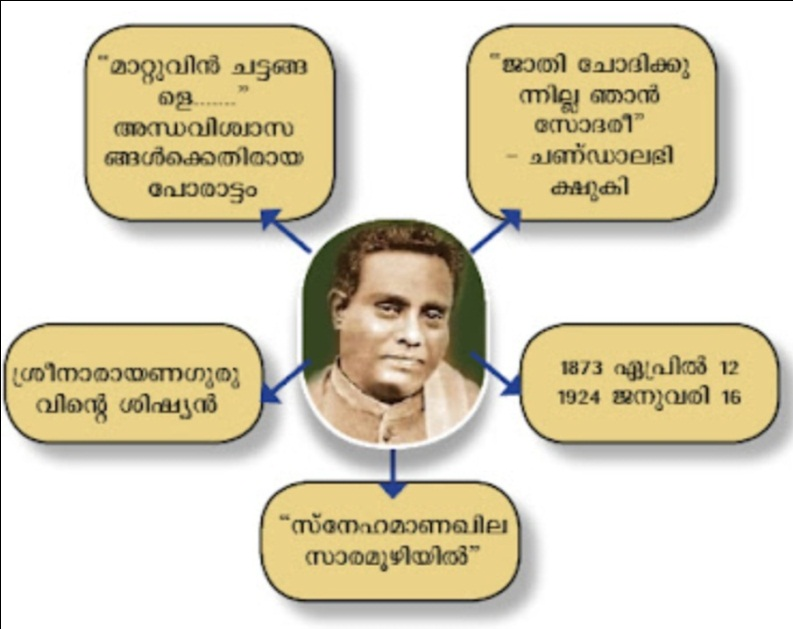 “മാറ്റുവിൻ ചട്ടങ്ങ
ളെ.......”
അന്ധവിശ്വാസ
ങ്ങൾക്കെതിരായ
പോരാട്ടം
“ജാതി ചോദിക്കു
ന്നില്ല ഞാൻ
സോദരീ”
– ചണ്ഡാലഭി
ക്ഷുകി
ശ്രീനാരായണഗുരു
വിന്റെ ശിഷ്യൻ
1873 ഏപ്രിൽ 12
1924 ജനുവരി 16
“സ്നേഹമാണഖില
സാരമൂഴിയിൽ”